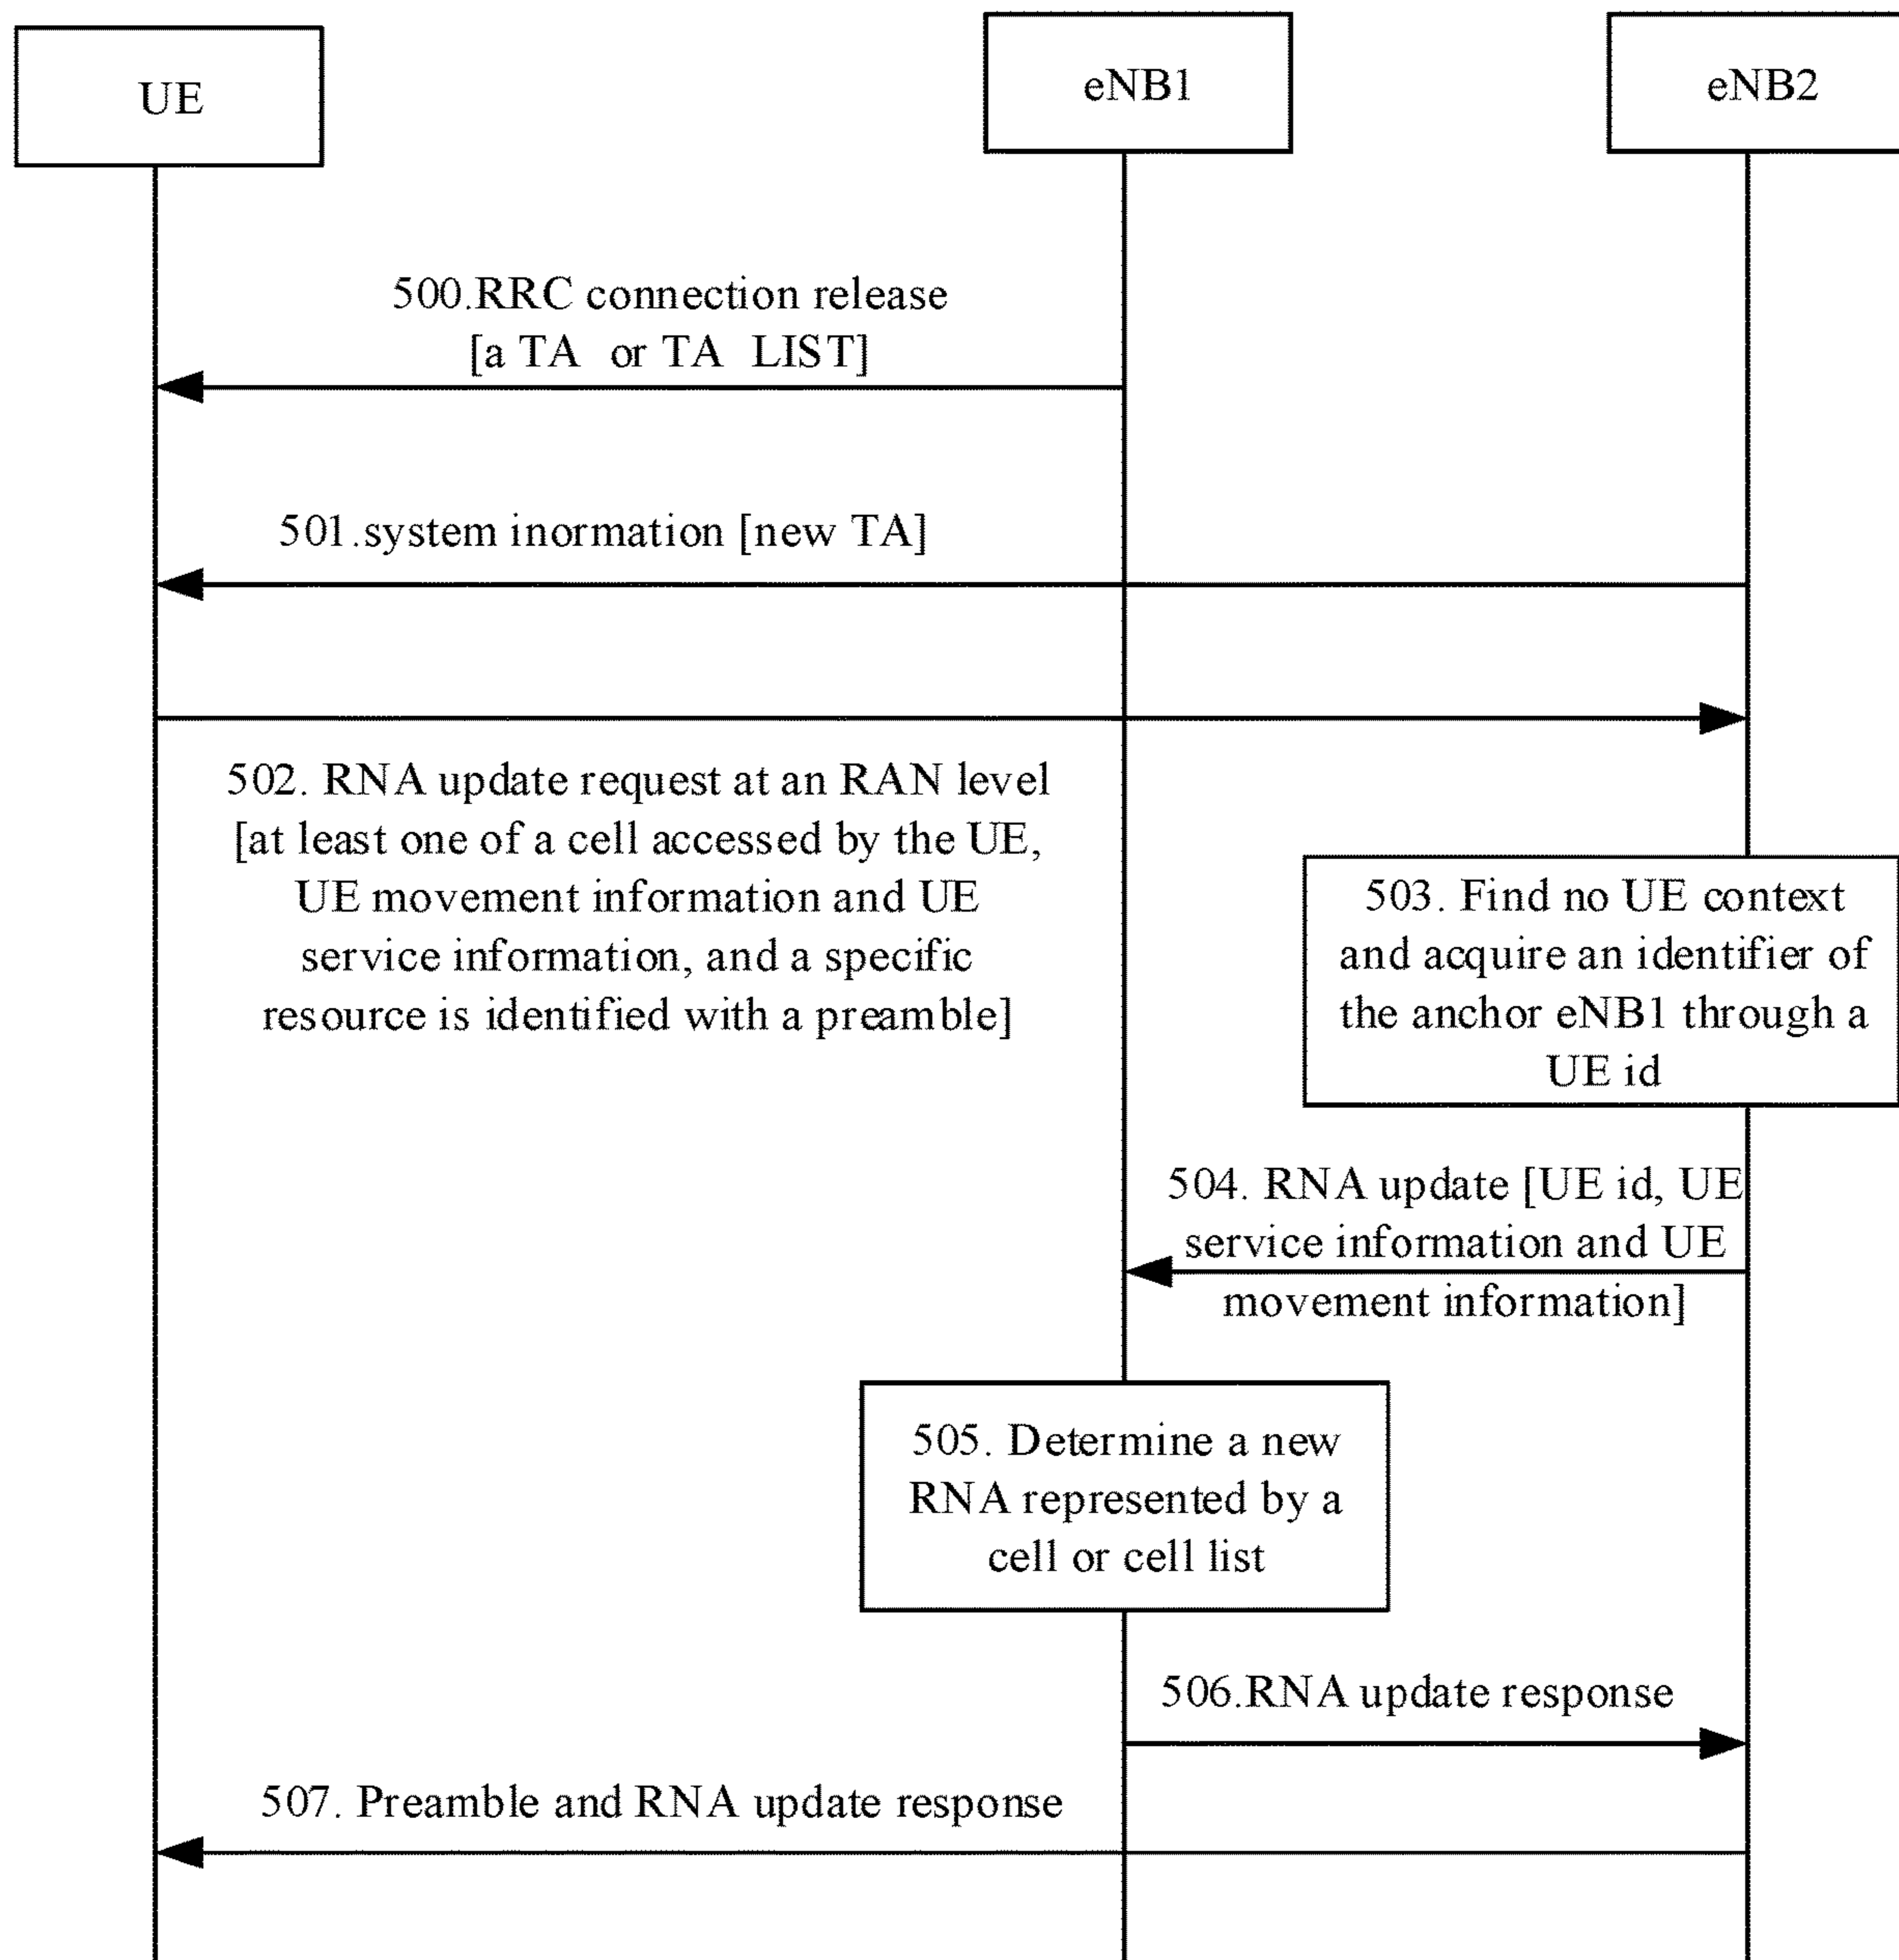 UE
eNB1
eNB2
500.RRC connection release
[a TA or TA LIST]
501.system inormation [new TA]
502. RNA update request at an RAN level
[at least one of a cell accessed by the UE,
UE movement information and UE
service information, and a specific
resource is identified with a preamble]
503. Find no UE context
and acquire an identifier of
the anchor eNB1 through a
UE id
504. RNA update [UE id, UE
service information and UE
movement information]
505. Determine a new
RNA represented by a
cell or cell list
506.RNA update response
507. Preamble and RNA update response